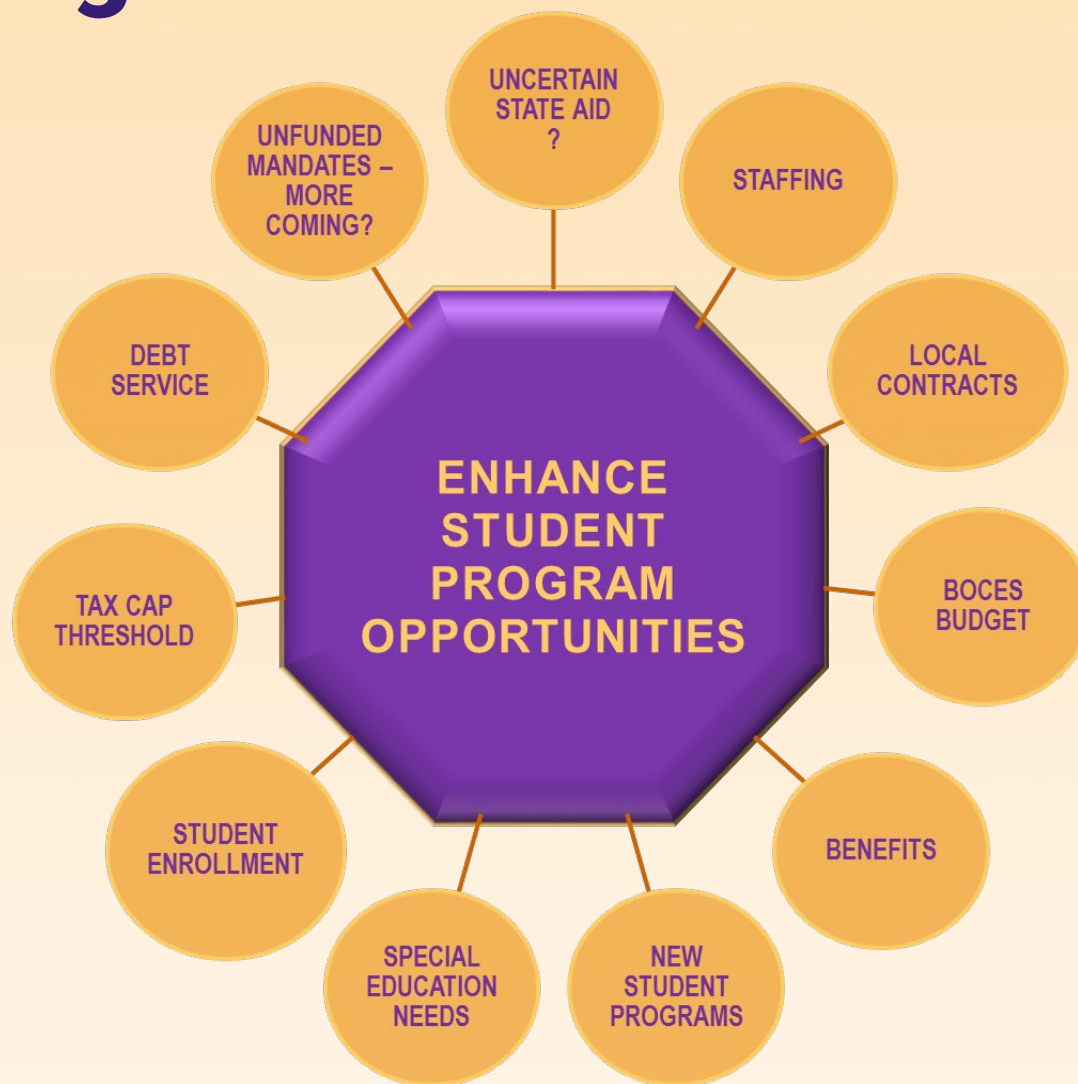 UNCERTAIN
STATE AID
?
STAFFING
LOCAL
CONTRACTS
BOCES
BUDGET
BENEFITS
NEW
STUDENT
PROGRAMS
SPECIAL
EDUCATION
NEEDS
STUDENT
ENROLLMENT
TAX CAP
THRESHOLD
DEBT
SERVICE
UNFUNDED
MANDATES –
MORE
COMING?
ENHANCE
STUDENT
PROGRAM
OPPORTUNITIES